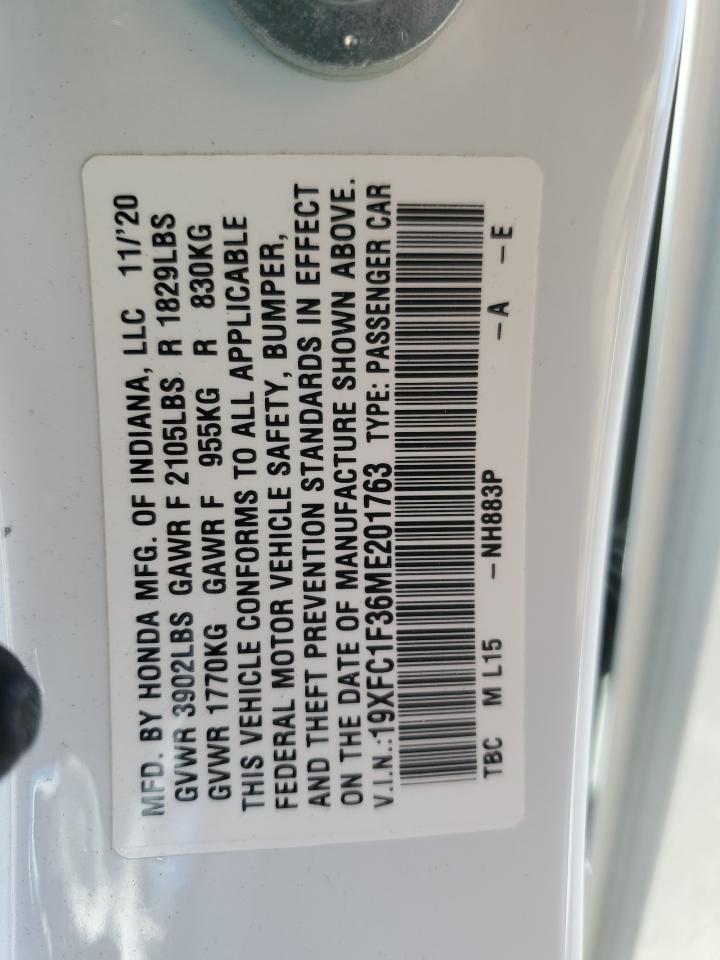 MFD. BY HONDA MFG. OF INDIANA, LLC 11/'20
GVWR 3902LBS GAWR F 2105LBS R 1829LBS
GVWR 1770KG GAWR F 955KG R 830KG
THIS VEHICLE CONFORMS TO ALL APPLICABLE
FEDERAL MOTOR VEHICLE SAFETY, BUMPER,
AND THEFT PREVENTION STANDARDS IN EFFECT
ON THE DATE OF MANUFACTURE SHOWN ABOVE.
V.I.N.:19XFC1F36ME201763 TYPE: PASSENGER CAR
TBC M L15 -NH883P -A -E